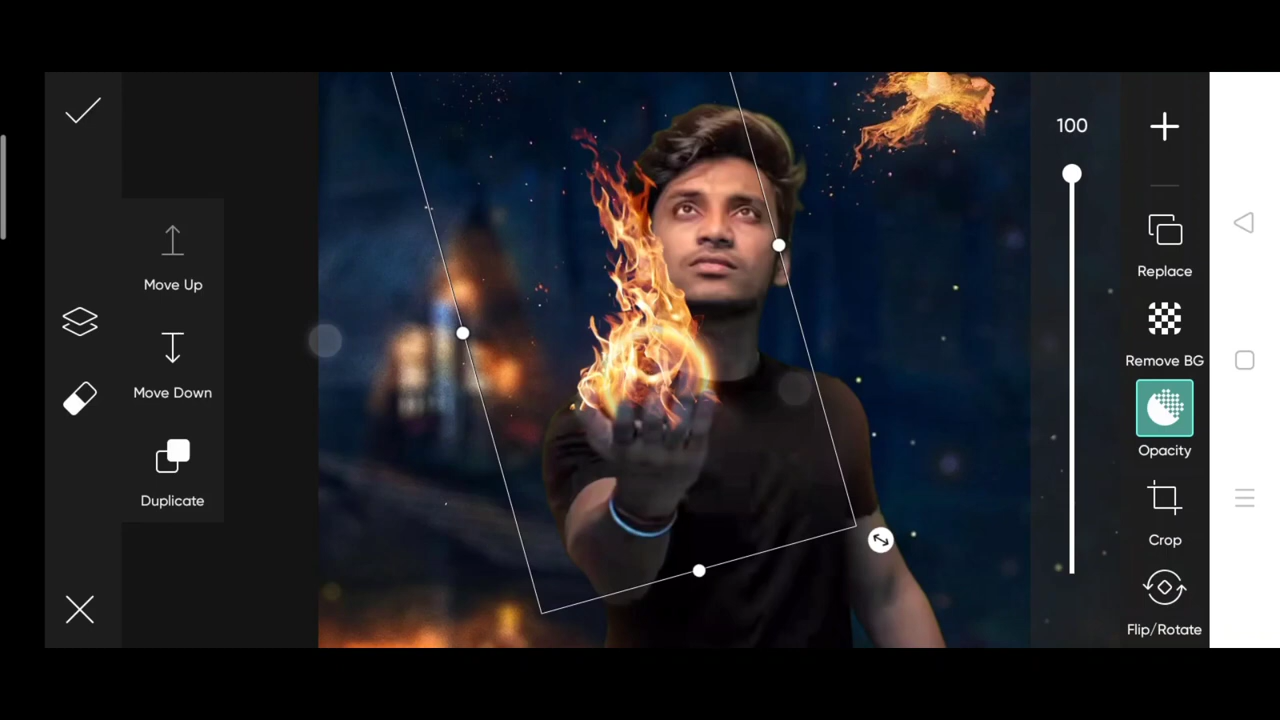 Move Up
Move Down
Duplicate
100
Replace
Remove BG
Opacity
Crop
Flip/Rotate